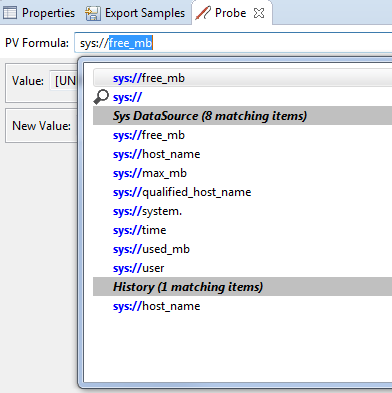 Properties Export Samples Probe
PV Formula: sys://free_mb
Value: [UN
New Value:
sys://free_mb
sys://
Sys DataSource (8 matching items)
sys://free_mb
sys://host_name
sys://max_mb
sys://qualified_host_name
sys://system.
sys://time
sys://used_mb
sys://user
History (1 matching items)
sys://host_name